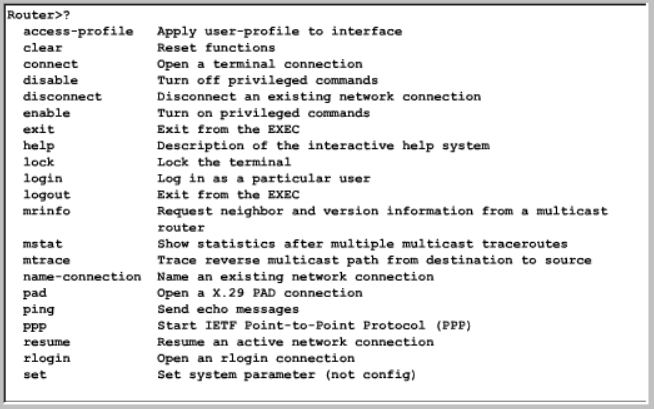 Router>?
access-profile Apply user-profile to interface
clear Reset functions
connect Open a terminal connection
disable Turn off privileged commands
disconnect Disconnect an existing network connection
enable Turn on privileged commands
exit Exit from the EXEC
help Description of the interactive help system
lock Lock the terminal
login Log in as a particular user
logout Exit from the EXEC
mrinfo Request neighbor and version information from a multicast
router
mstat Show statistics after multiple multicast traceroutes
mtrace Trace reverse multicast path from destination to source
name-connection Name an existing network connection
pad Open a X.29 PAD connection
ping Send echo messages
ppp Start IETF Point-to-Point Protocol (PPP)
resume Resume an active network connection
rlogin Open an rlogin connection
set Set system parameter (not config)